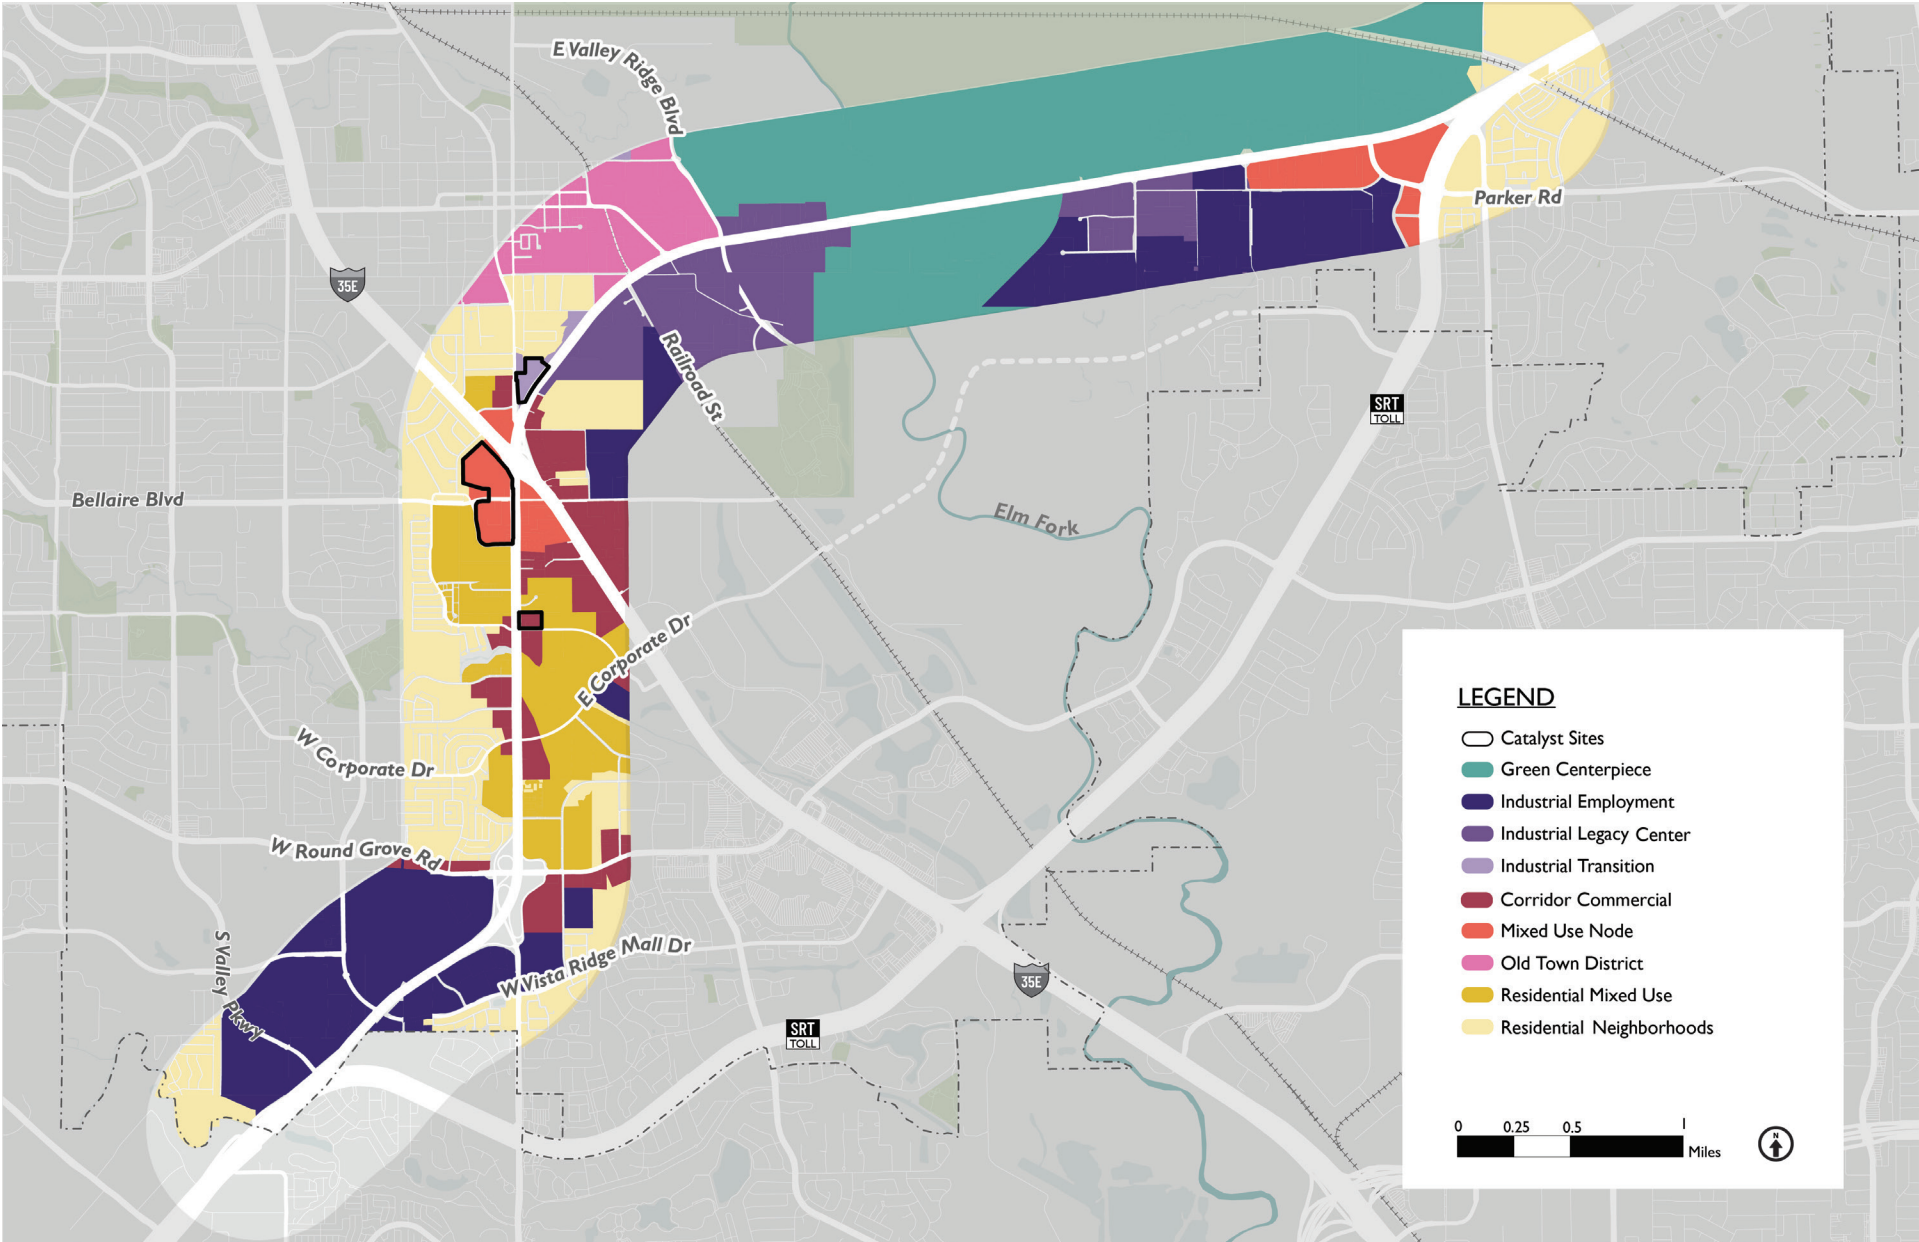 E Valley Ridge Blvd
Parker Rd
35E
Railroad St
SRT
TOLL
Bellaire Blvd
Elm Fork
E Corporate Dr
W Corporate Dr
W Round Grove Rd
S Valley Pkwy
W Vista Ridge Mall Dr
35E
SRT
TOLL
LEGEND
Catalyst Sites
Green Centerpiece
Industrial Employment
Industrial Legacy Center
Industrial Transition
Corridor Commercial
Mixed Use Node
Old Town District
Residential Mixed Use
Residential Neighborhoods
0 0.25 0.5 1
Miles
N